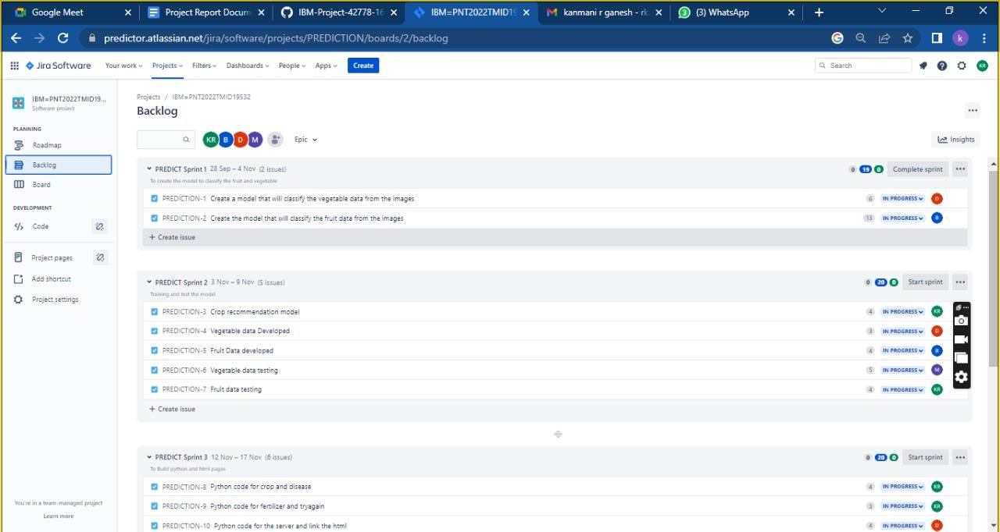 Google Meet
Project Report Docum
IBM-Project-42778-16
IBM=PNT2022TMID19
kanmani r ganesh - rk
(3) WhatsApp
predictor.atlassian.net/jira/software/projects/PREDICTION/boards/2/backlog
k
Jira Software
Your work
Projects
Filters
Dashboards
People
Apps
Create
Search
KR
IBM=PNT2022TMID19...
Software project
PLANNING
Roadmap
Backlog
Board
DEVELOPMENT
Code
Project pages
Add shortcut
Project settings
You're in a team-managed project
Learn more
Projects / IBM=PNT2022TMID19532
Backlog
KR B D M
Epic
Insights
PREDICT Sprint 1 28 Sep – 4 Nov (2 issues)
0 19 0 Complete sprint
To create the model to classify the fruit and vegetable
PREDICTION-1 Create a model that will classify the vegetable data from the images 6 IN PROGRESS D
PREDICTION-2 Create the model that will classify the fruit data from the images 13 IN PROGRESS B
+ Create issue
PREDICT Sprint 2 3 Nov – 9 Nov (5 issues)
0 20 0 Start sprint
Training and test the model
PREDICTION-3 Crop recommendation model 4 IN PROGRESS KR
PREDICTION-4 Vegetable data Developed 3 IN PROGRESS D
PREDICTION-5 Fruit Data developed 4 IN PROGRESS B
PREDICTION-6 Vegetable data testing 5 IN PROGRESS M
PREDICTION-7 Fruit data testing 4 IN PROGRESS KR
+ Create issue
PREDICT Sprint 3 12 Nov – 17 Nov (6 issues)
0 20 0 Start sprint
To Build python and html pages
PREDICTION-8 Python code for crop and disease 4 IN PROGRESS KR
PREDICTION-9 Python code for fertilizer and tryagain 3 IN PROGRESS KR
PREDICTION-10 Python code for the server and link the html 4 IN PROGRESS D